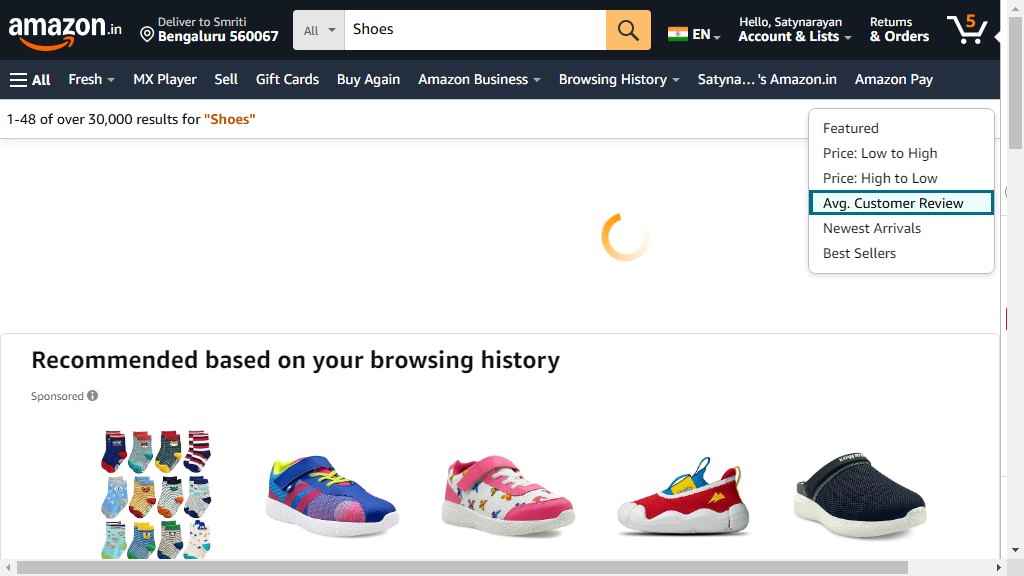 amazon.in
Deliver to Smriti
Bengaluru 560067
All
Shoes
EN
Hello, Satynarayan
Account & Lists
Returns
& Orders
5
All
Fresh
MX Player
Sell
Gift Cards
Buy Again
Amazon Business
Browsing History
Satyna... 's Amazon.in
Amazon Pay
1-48 of over 30,000 results for "Shoes"
Featured
Price: Low to High
Price: High to Low
Avg. Customer Review
Newest Arrivals
Best Sellers
Recommended based on your browsing history
Sponsored